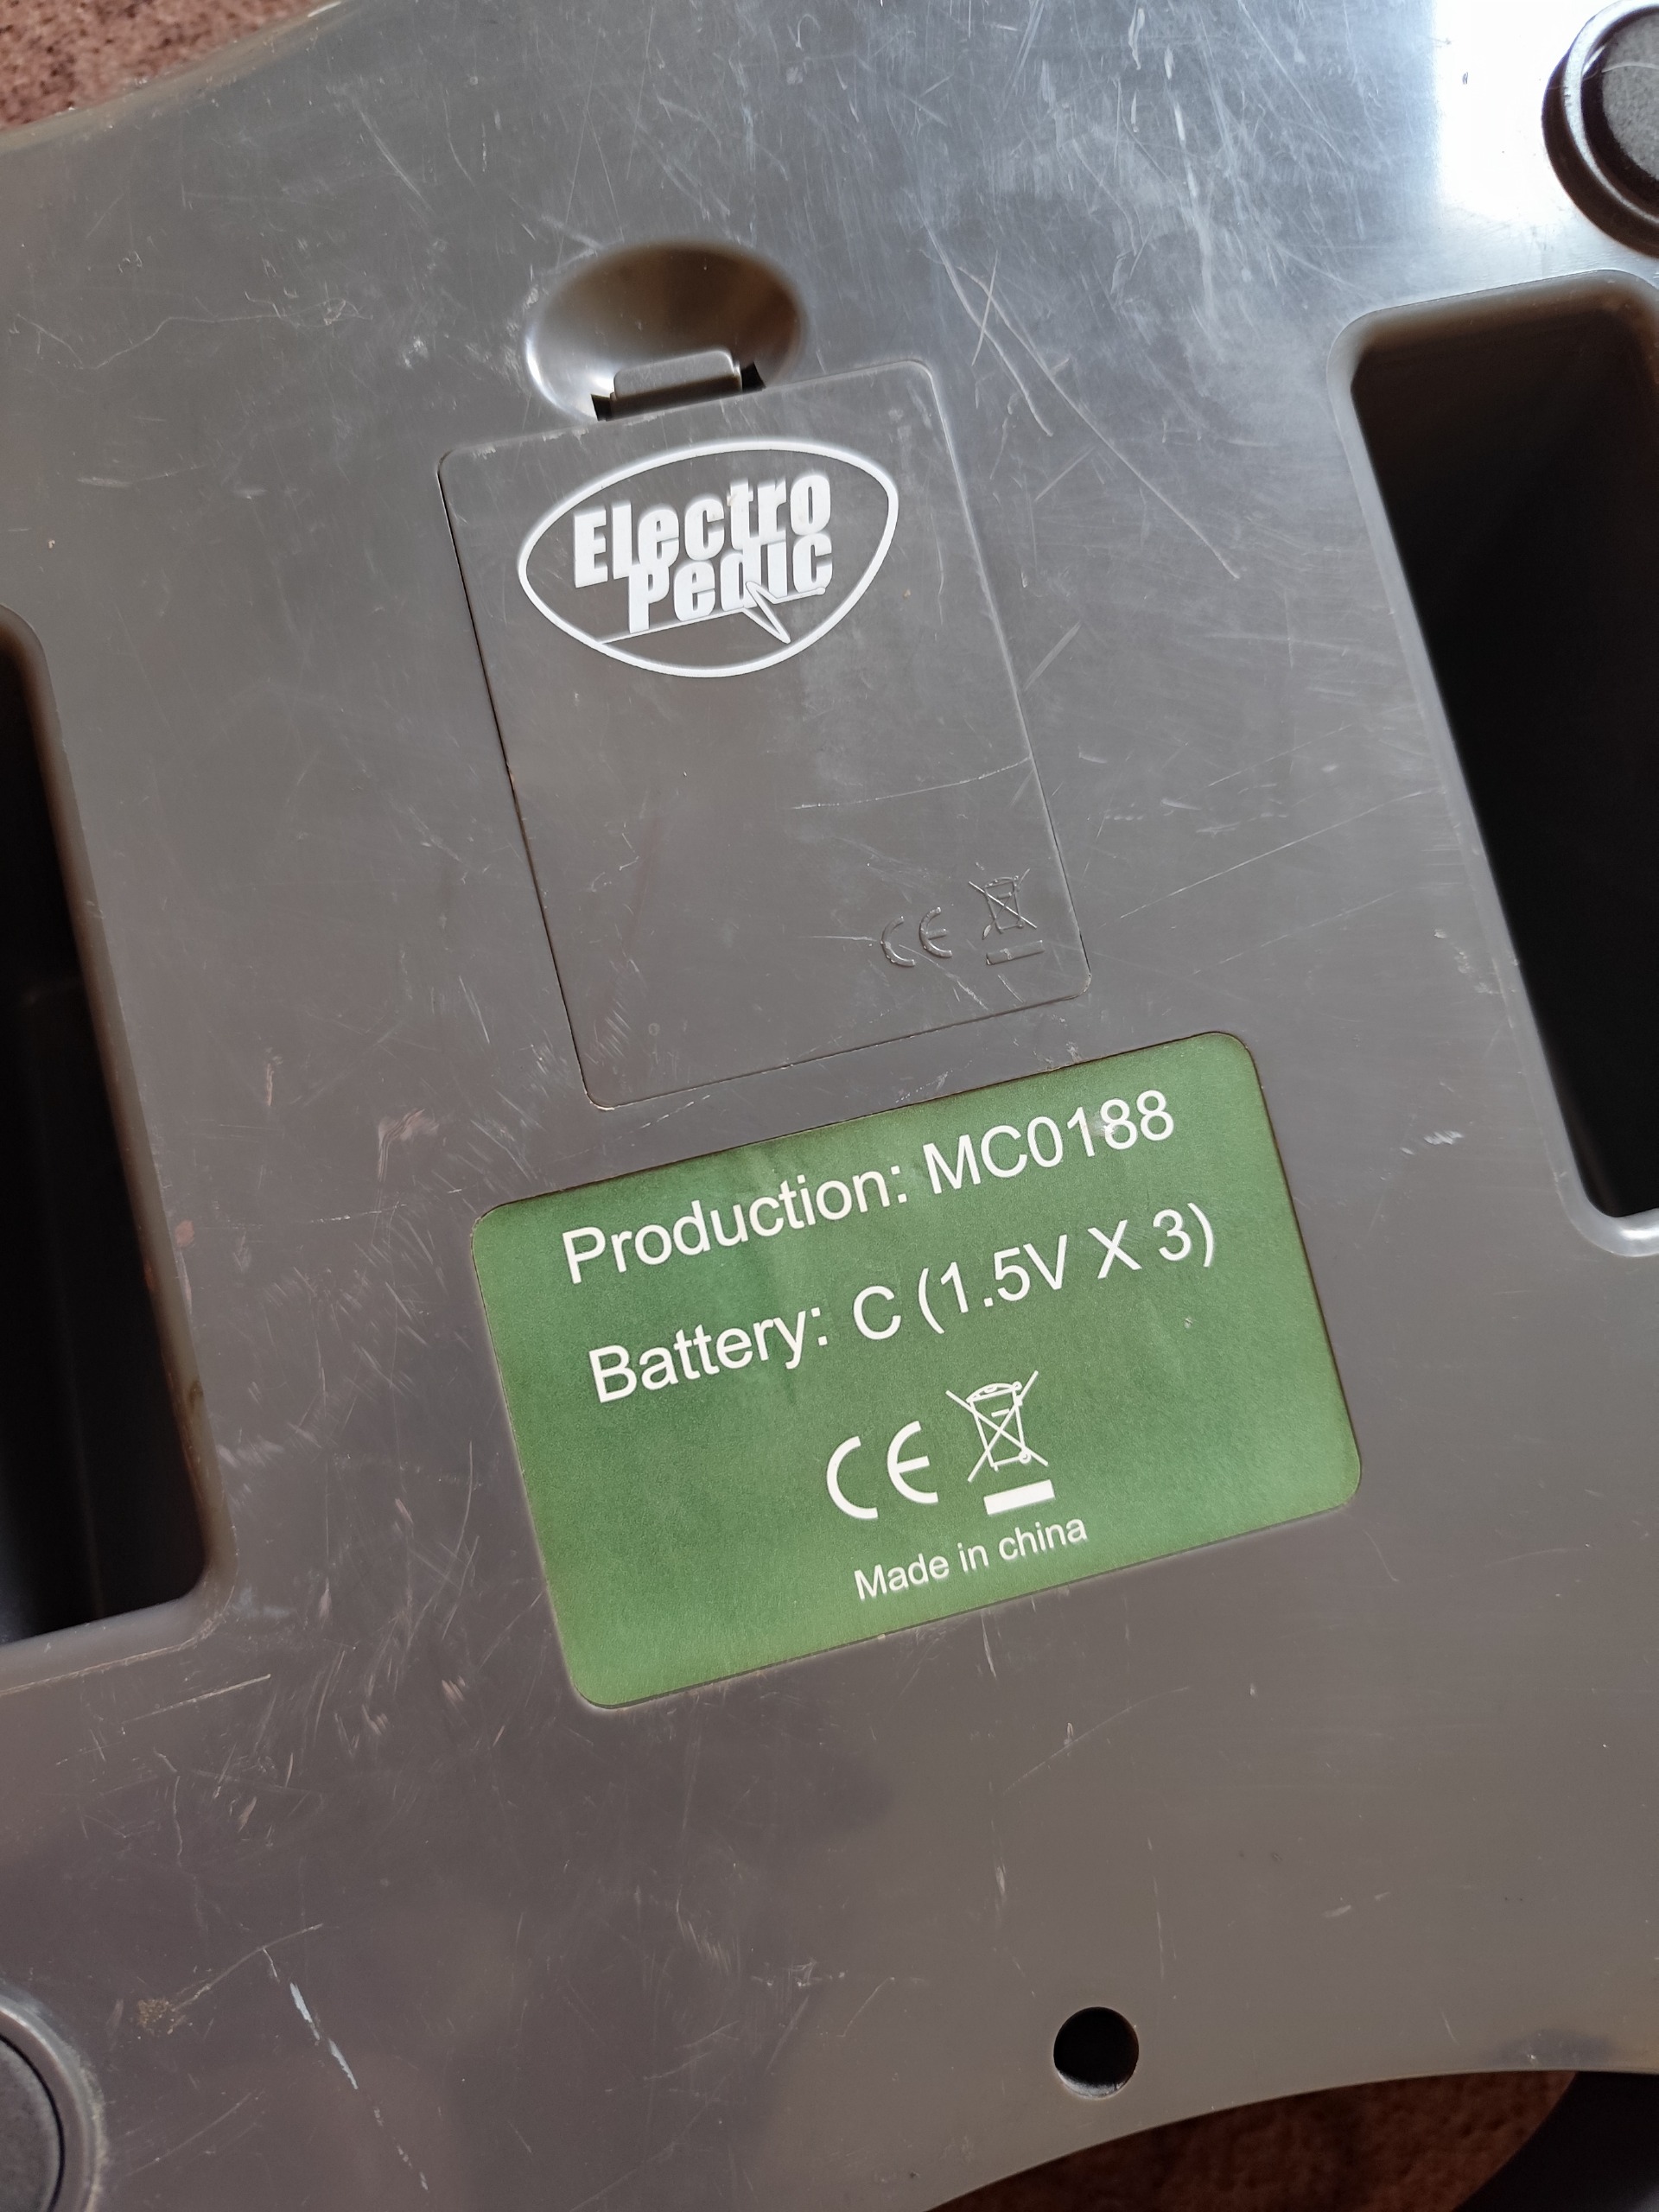 Electro
Pedic
CE
Production: MC0188
Battery: C (1.5V X 3)
CE
Made in china